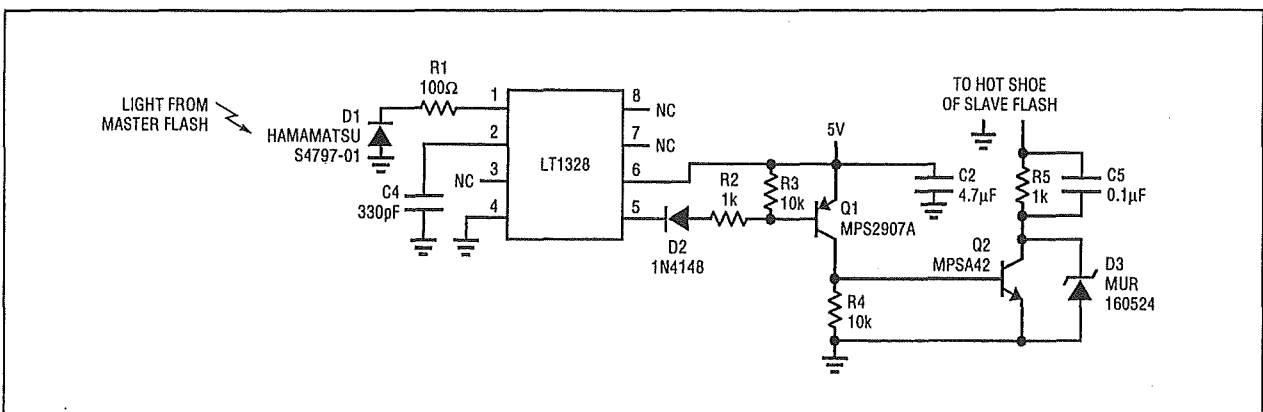 LIGHT FROM
MASTER FLASH
D1
HAMAMATSU
S4797-01
R1
100Ω
1
2
3
4
NC
C4
330pF
LT1328
8
7
6
5
NC
NC
D2
1N4148
R2
1k
R3
10k
5V
Q1
MPS2907A
R4
10k
C2
4.7µF
TO HOT SHOE
OF SLAVE FLASH
R5
1k
C5
0.1µF
Q2
MPSA42
D3
MUR
160524